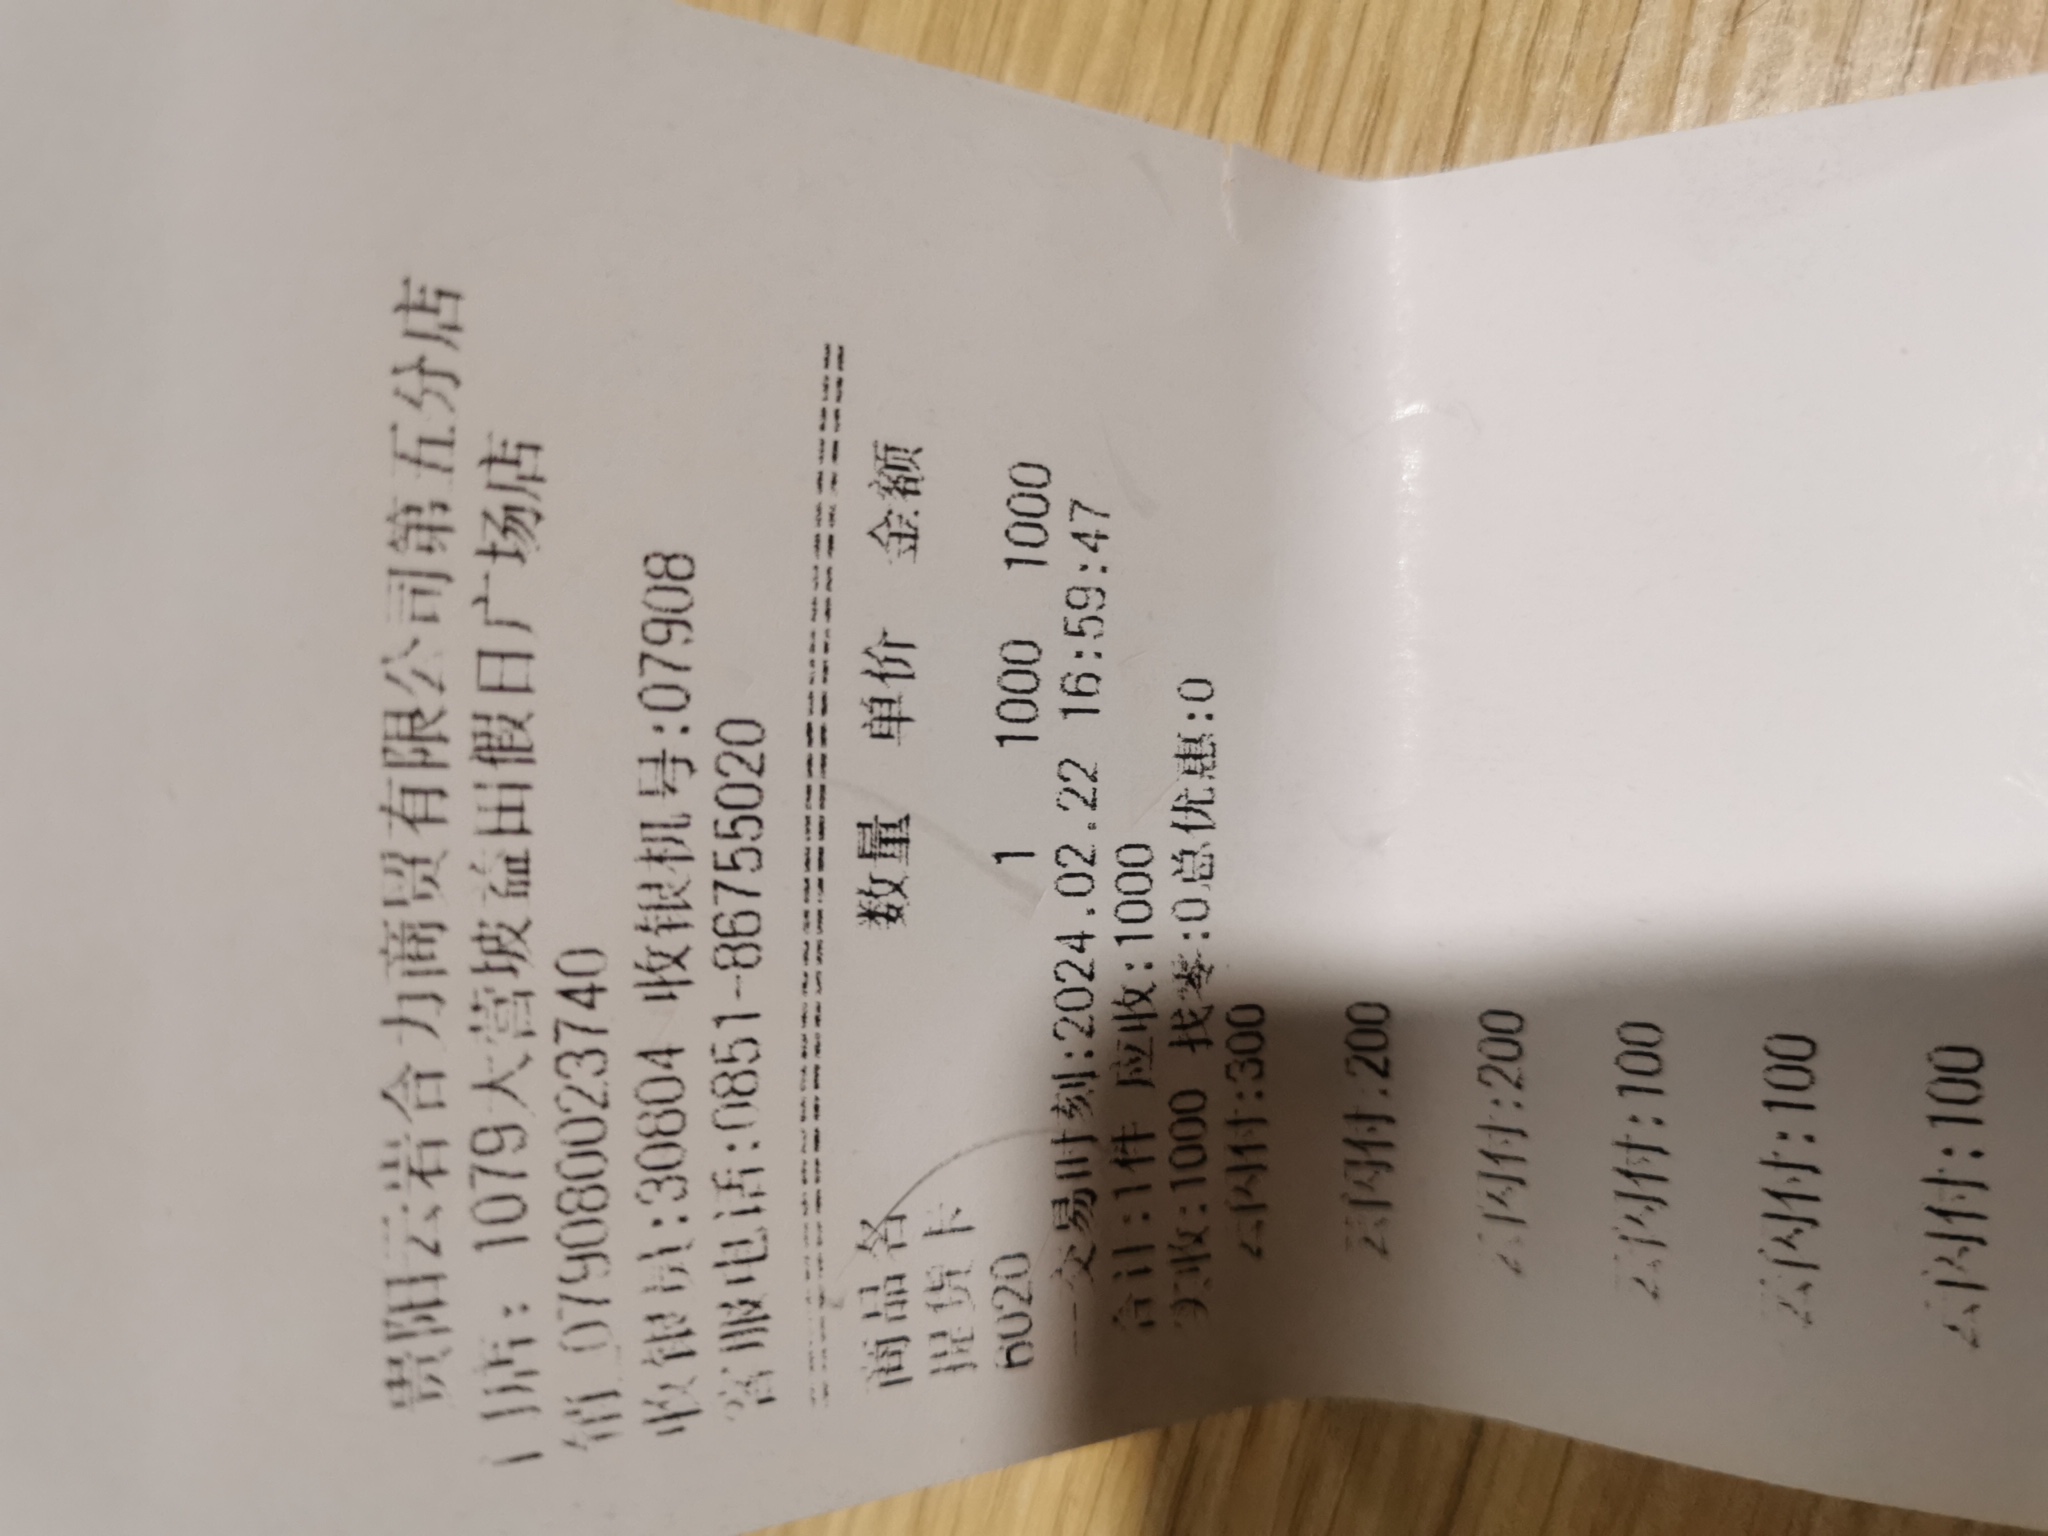 贵阳云岩合力商贸有限公司第五分店
门店: 1079大营坡益田假日广场店
销 0790800023740
收银员:30804 收银机号:07908
客服电话:0851-86755020
================================
商品名 数量 单价 金额
提货卡
6020 1 1000 1000
--交易时刻:2024.02.22 16:59:47
合计:1件 应收:1000
实收:1000 找零:0总优惠:0
云闪付:300
云闪付:200
云闪付:200
云闪付:100
云闪付:100
云闪付:100